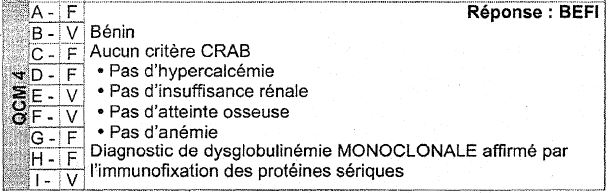 A - F Réponse : BEFI
B - V Bénin
C - F Aucun critère CRAB
D - F • Pas d'hypercalcémie
E - V • Pas d'insuffisance rénale
F - V • Pas d'atteinte osseuse
G - F • Pas d'anémie
H - F Diagnostic de dysglobulinémie MONOCLONALE affirmé par
I - V l'immunofixation des protéines sériques
QCM 4